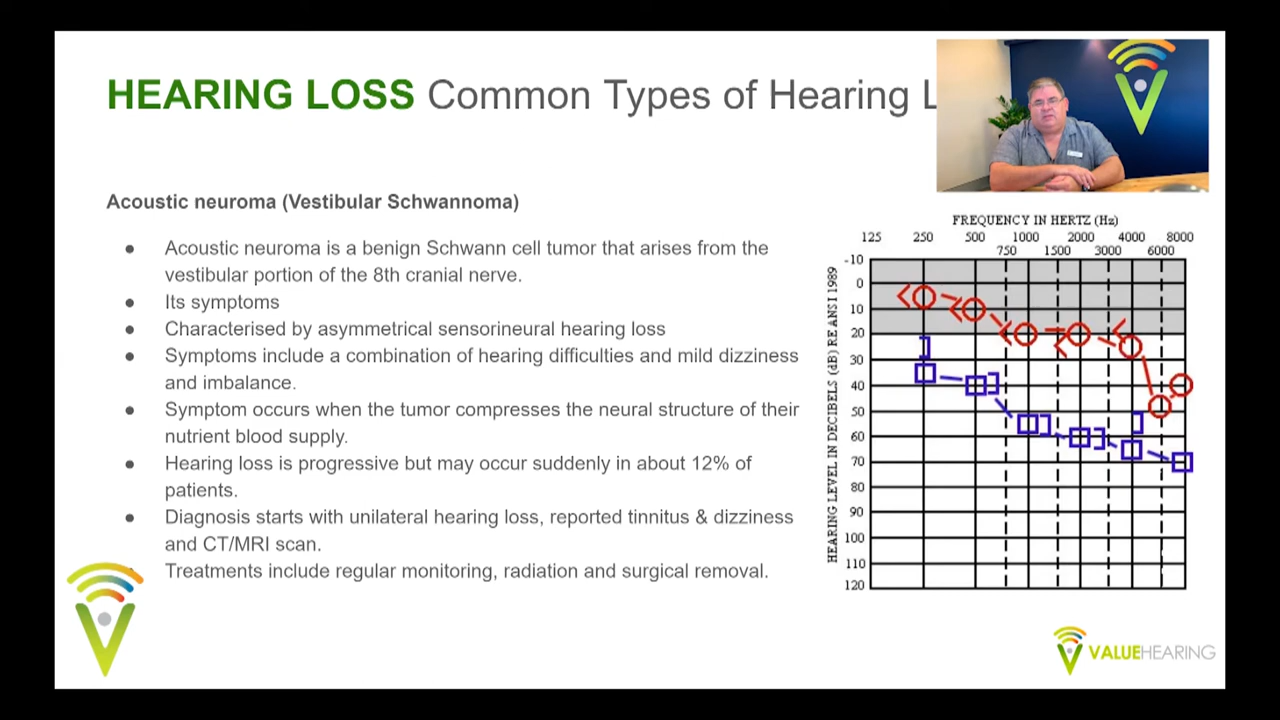 HEARING LOSS Common Types of Hearing L
Acoustic neuroma (Vestibular Schwannoma)
● Acoustic neuroma is a benign Schwann cell tumor that arises from the
vestibular portion of the 8th cranial nerve.
● Its symptoms
● Characterised by asymmetrical sensorineural hearing loss
● Symptoms include a combination of hearing difficulties and mild dizziness
and imbalance.
● Symptom occurs when the tumor compresses the neural structure of their
nutrient blood supply.
● Hearing loss is progressive but may occur suddenly in about 12% of
patients.
● Diagnosis starts with unilateral hearing loss, reported tinnitus & dizziness
and CT/MRI scan.
● Treatments include regular monitoring, radiation and surgical removal.
FREQUENCY IN HERTZ (Hz)
125 250 500 1000 2000 4000 8000
750 1500 3000 6000
HEARING LEVEL IN DECIBELS (dB) RE ANSI 1989
-10
0
10
20
30
40
50
60
70
80
90
100
110
120
VALUEHEARING